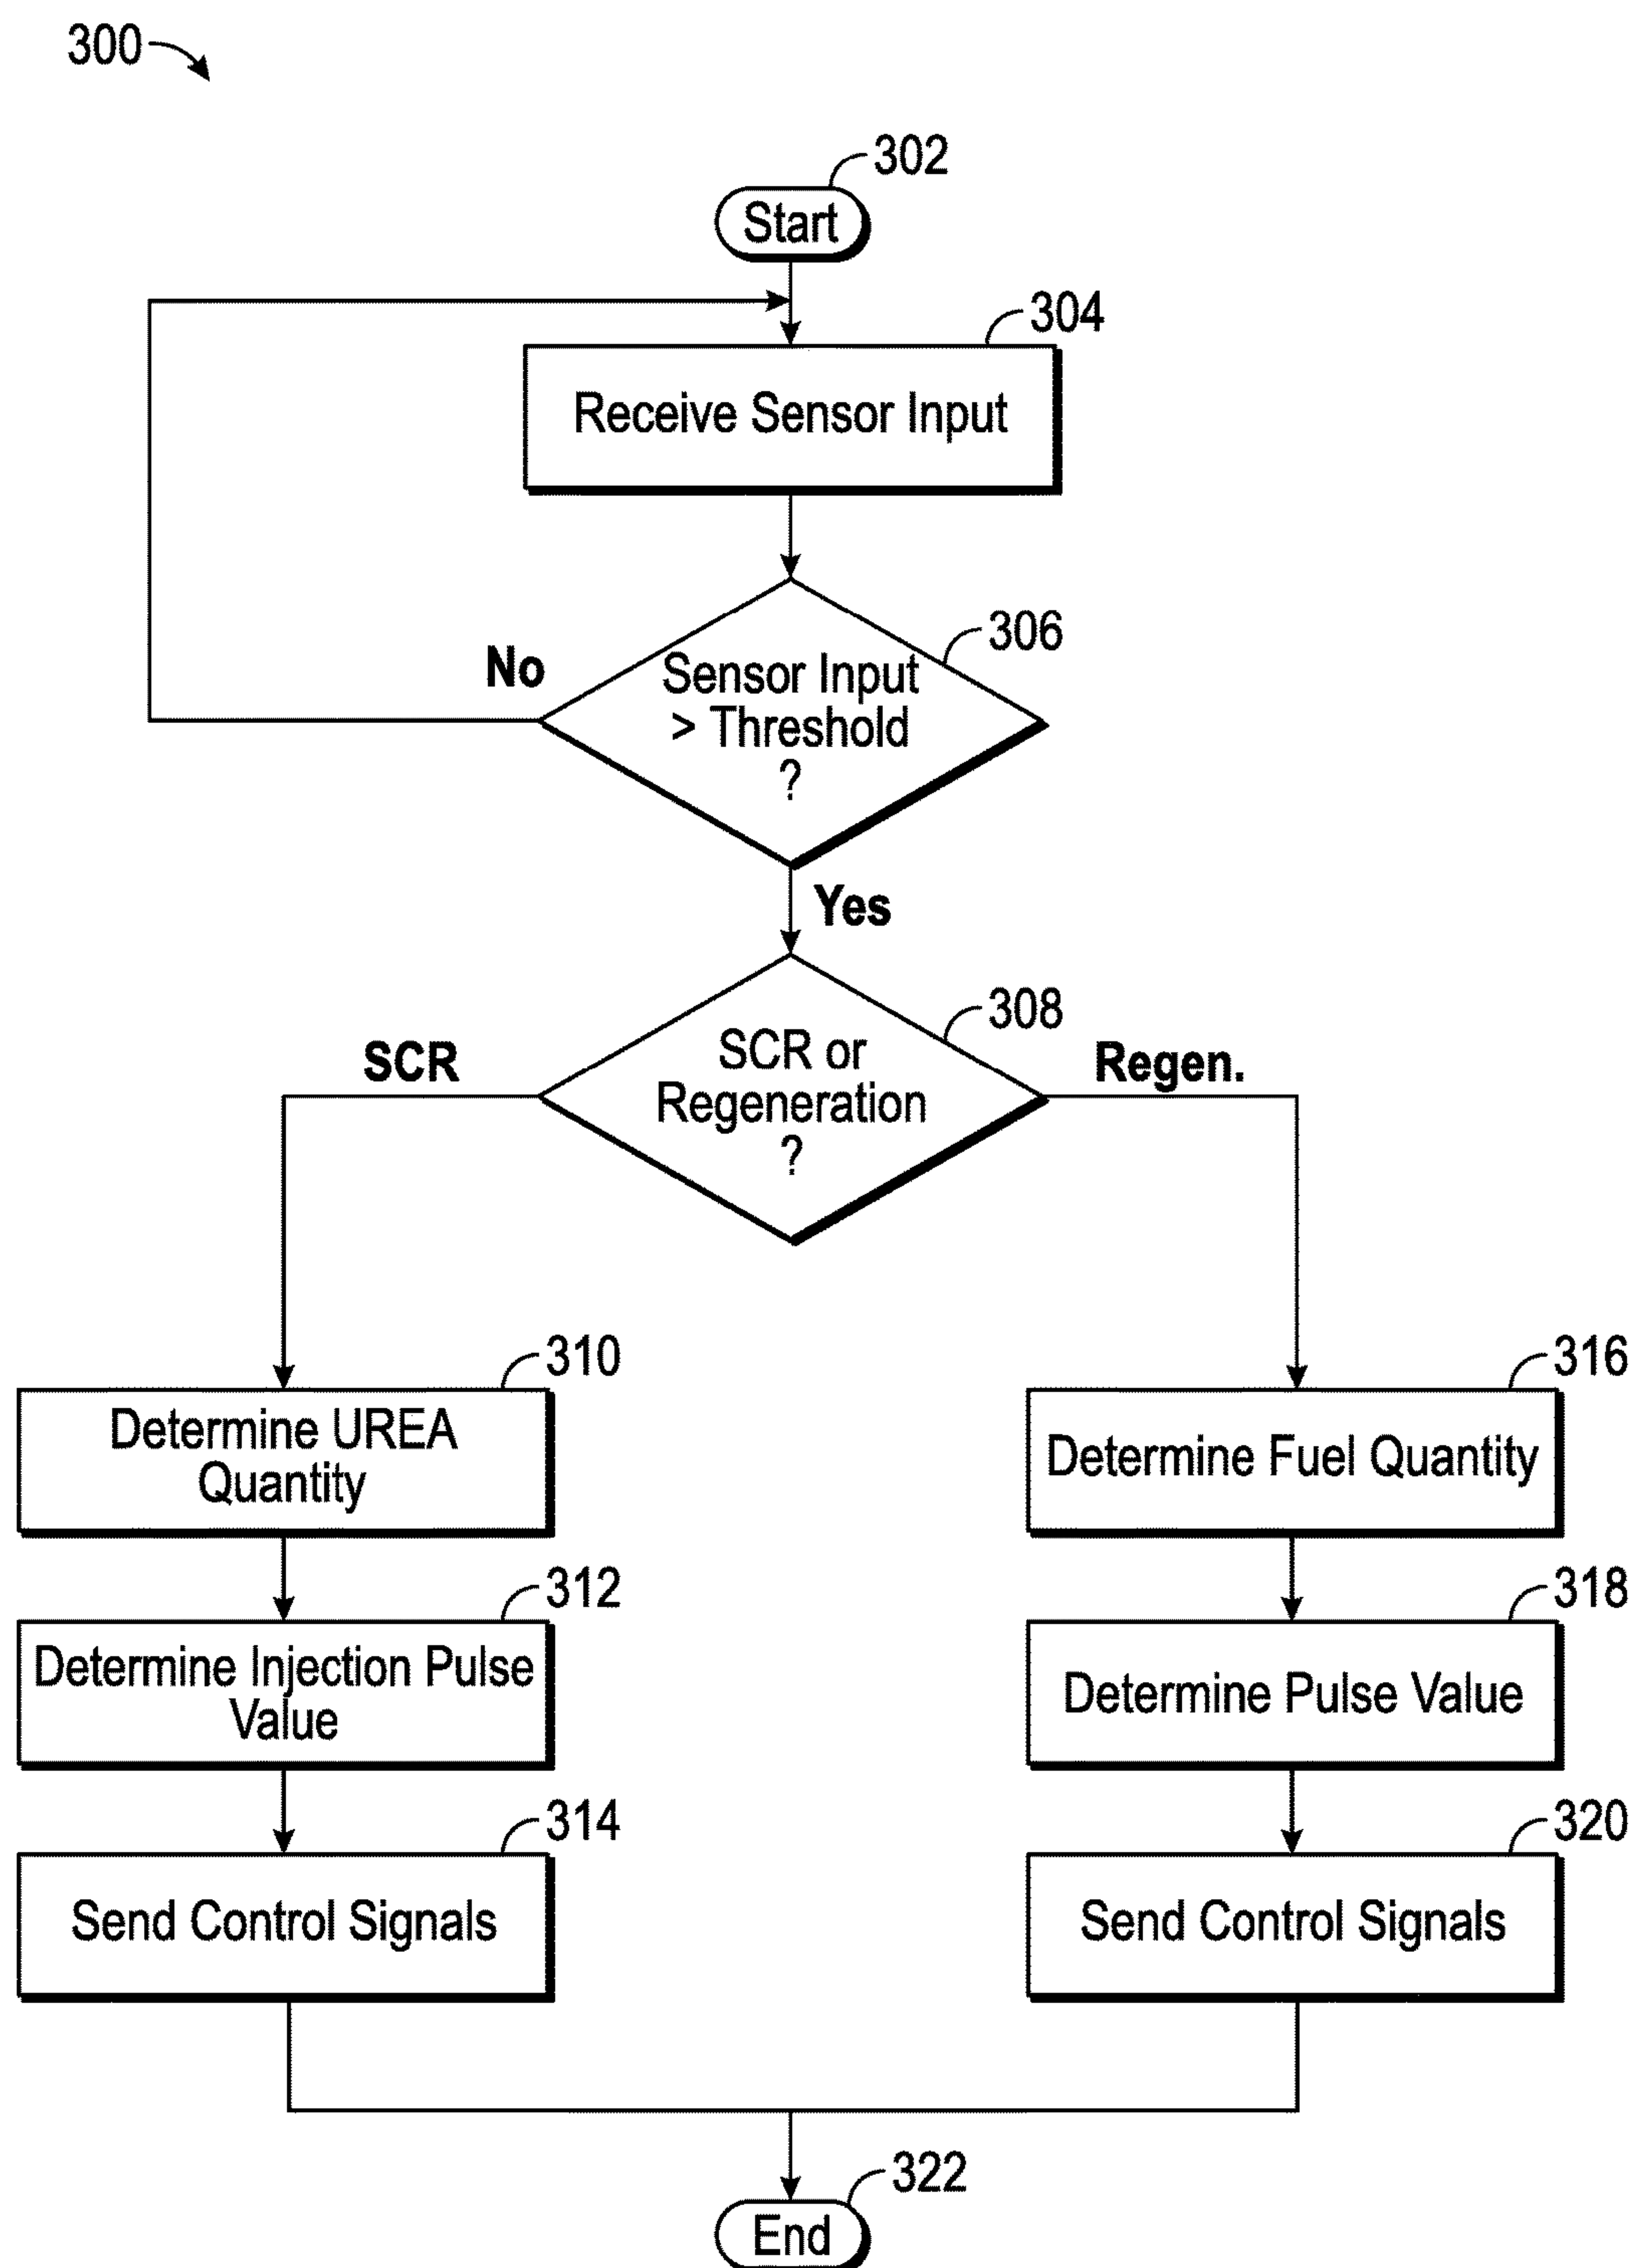 300
302
Start
304
Receive Sensor Input
306
No
Sensor Input
> Threshold
?
Yes
308
SCR
SCR or
Regeneration
?
Regen.
310
Determine UREA
Quantity
316
Determine Fuel Quantity
312
Determine Injection Pulse
Value
318
Determine Pulse Value
314
Send Control Signals
320
Send Control Signals
322
End